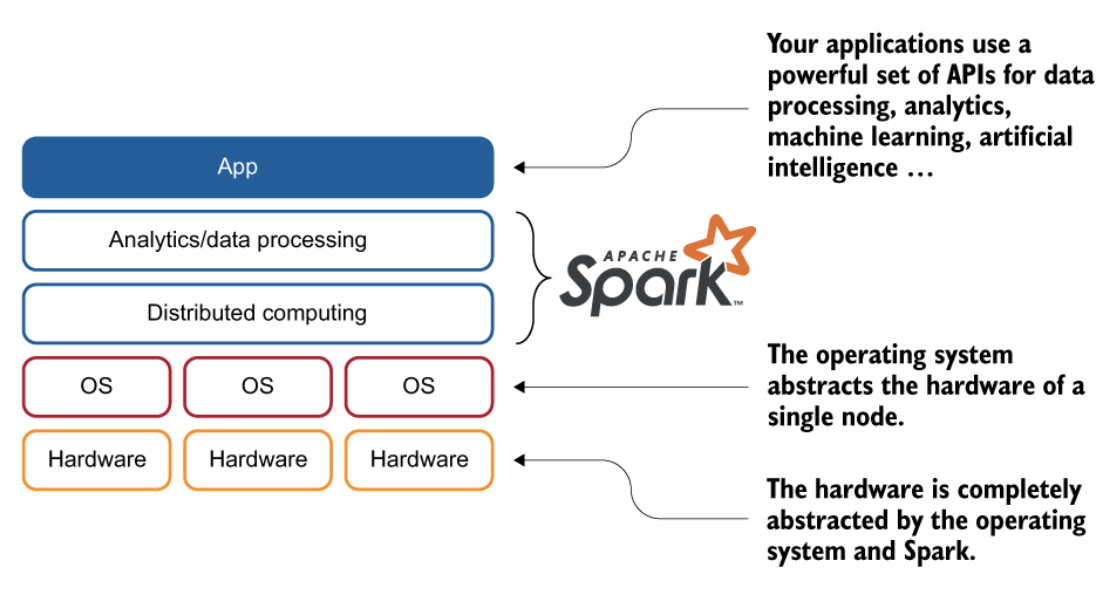 Your applications use a
powerful set of APIs for data
processing, analytics,
machine learning, artificial
intelligence …
App
Analytics/data processing
APACHE
Spark™
Distributed computing
The operating system
abstracts the hardware of a
single node.
OS OS OS
Hardware Hardware Hardware
The hardware is completely
abstracted by the operating
system and Spark.